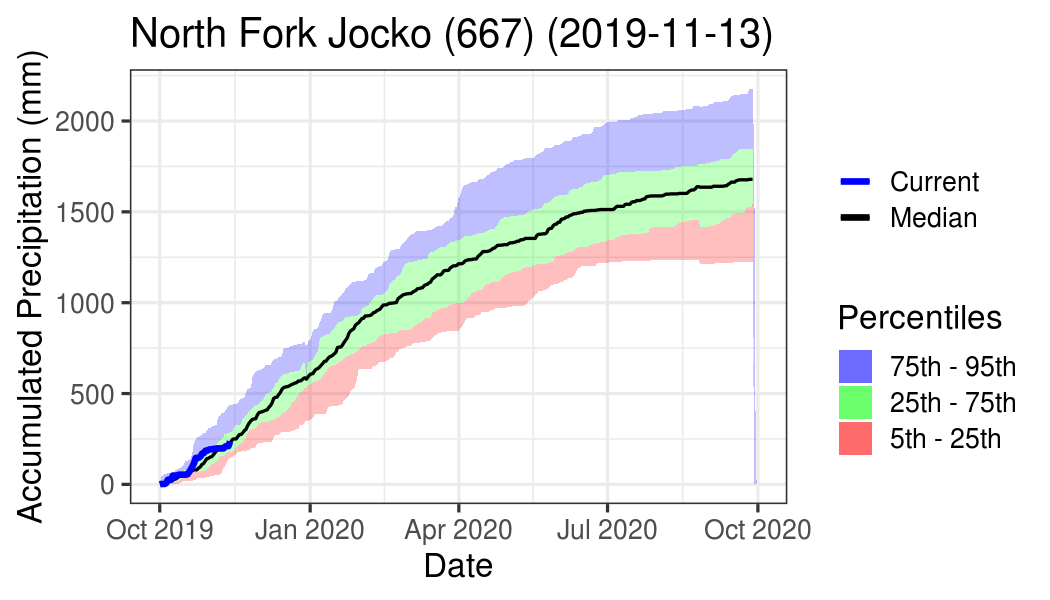 North Fork Jocko (667) (2019-11-13)
Accumulated Precipitation (mm)
2000
1500
1000
500
0
Oct 2019
Jan 2020
Apr 2020
Jul 2020
Oct 2020
Date
Current
Median
Percentiles
75th - 95th
25th - 75th
5th - 25th